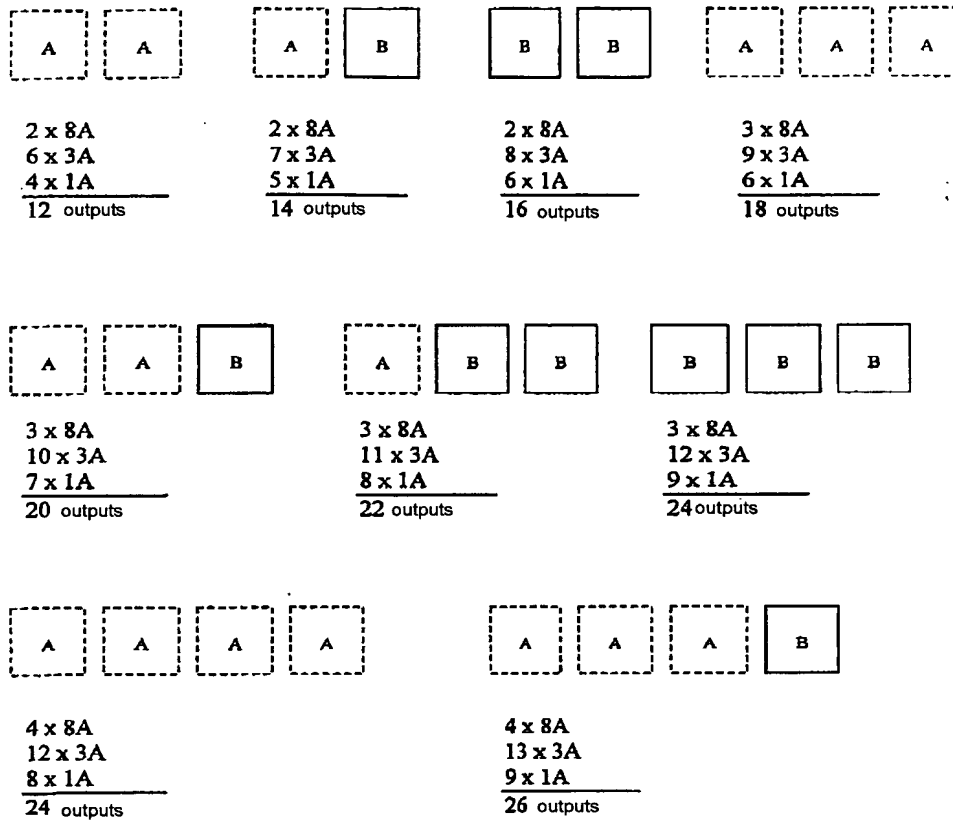 A A
2 x 8A
6 x 3A
4 x 1A
12 outputs
A B
2 x 8A
7 x 3A
5 x 1A
14 outputs
B B
2 x 8A
8 x 3A
6 x 1A
16 outputs
A A A
3 x 8A
9 x 3A
6 x 1A
18 outputs
A A B
3 x 8A
10 x 3A
7 x 1A
20 outputs
A B B
3 x 8A
11 x 3A
8 x 1A
22 outputs
B B B
3 x 8A
12 x 3A
9 x 1A
24 outputs
A A A A
4 x 8A
12 x 3A
8 x 1A
24 outputs
A A A B
4 x 8A
13 x 3A
9 x 1A
26 outputs